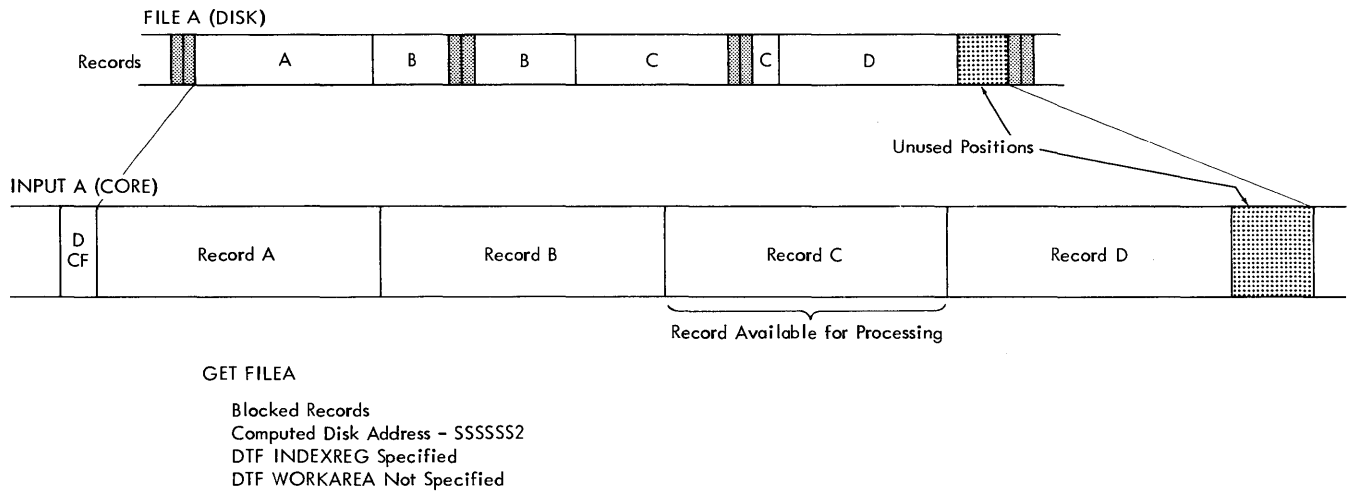 FILE A (DISK)
Records A B B C C D
Unused Positions
INPUT A (CORE)
D
CF
Record A Record B Record C Record D
Record Available for Processing
GET FILEA
Blocked Records
Computed Disk Address - SSSSSS2
DTF INDEXREG Specified
DTF WORKAREA Not Specified